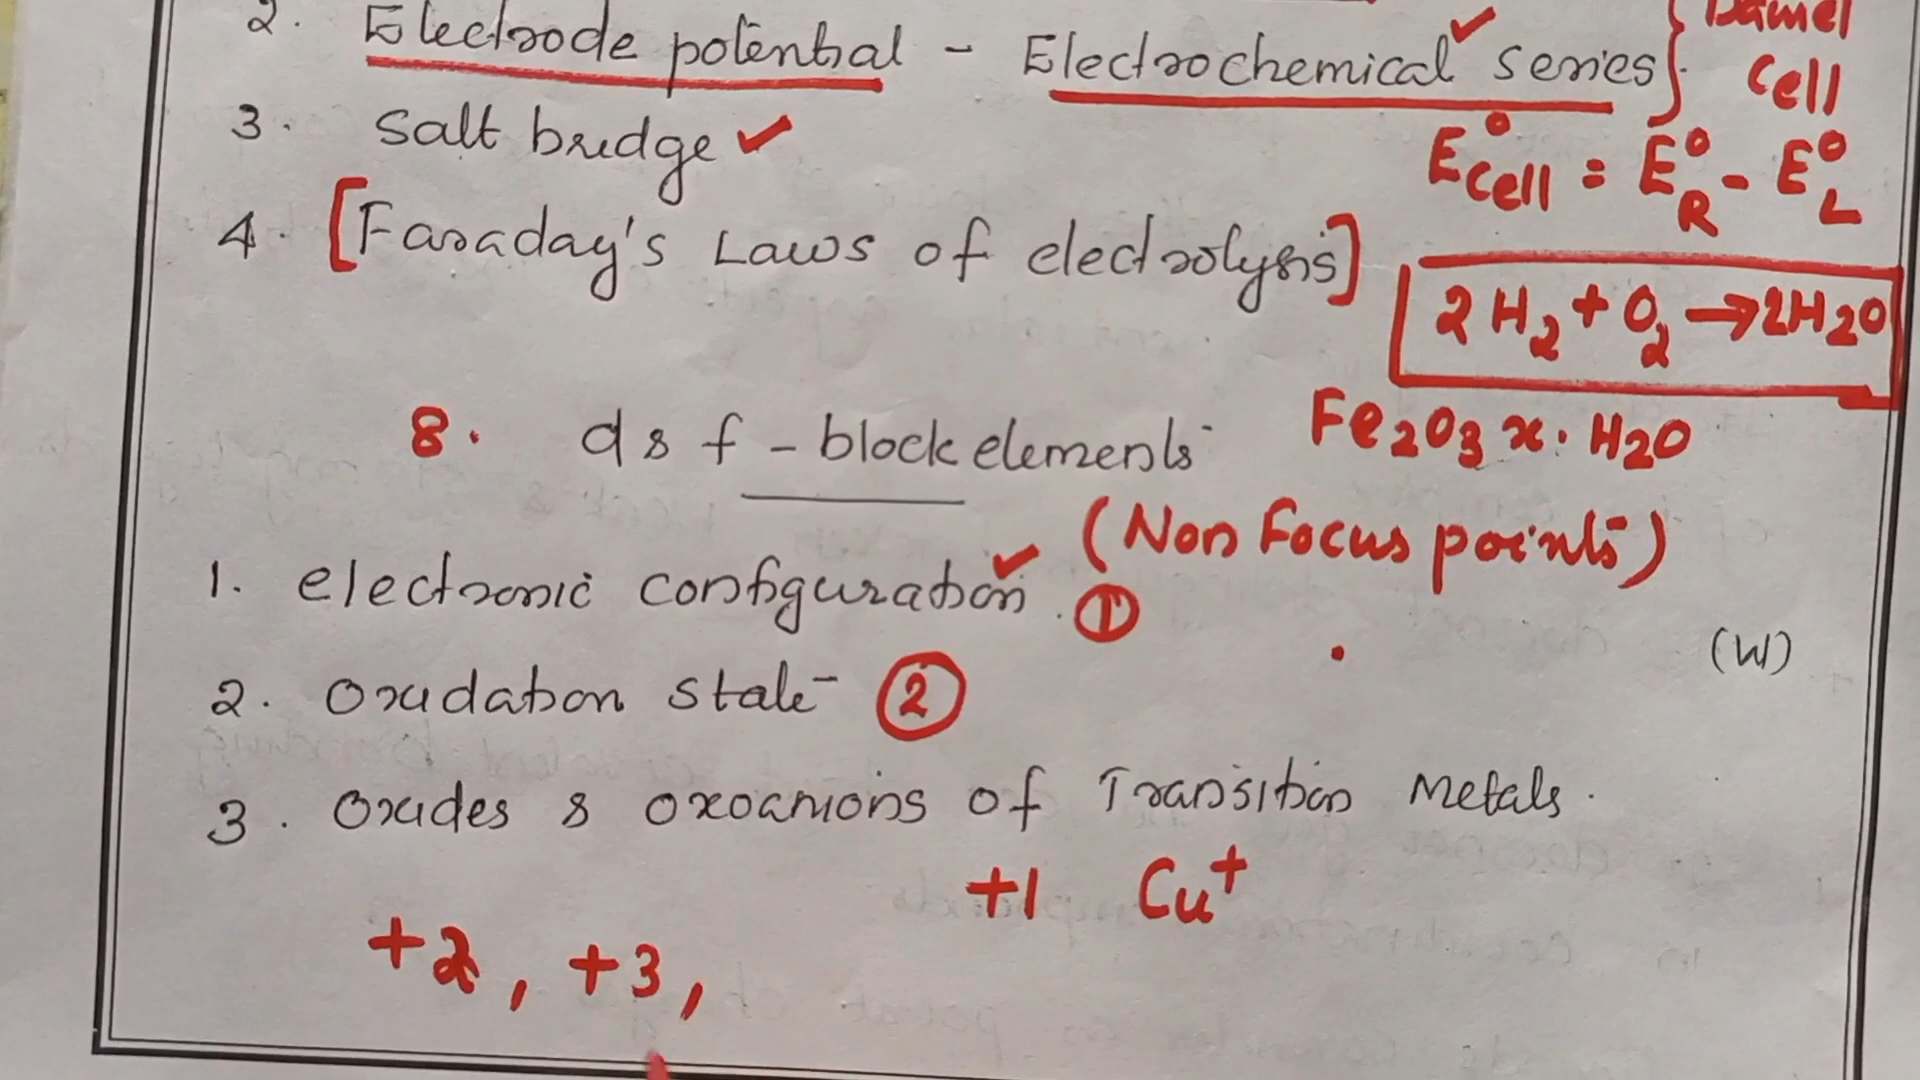 2. Electrode potential - Electrochemical series } Daniel
Cell
3. Salt bridge ✓
E°cell = E°R - E°L
4. [Faraday's Laws of electrolysis]
2H₂ + O₂ → 2H₂O
8. d & f - block elements
Fe₂O₃ x. H₂O
(Non Focus points)
1. electronic configuration. ①
(W)
2. Oxidation state ②
3. Oxides & oxoanions of Transition Metals.
+1 Cu⁺
+2, +3,